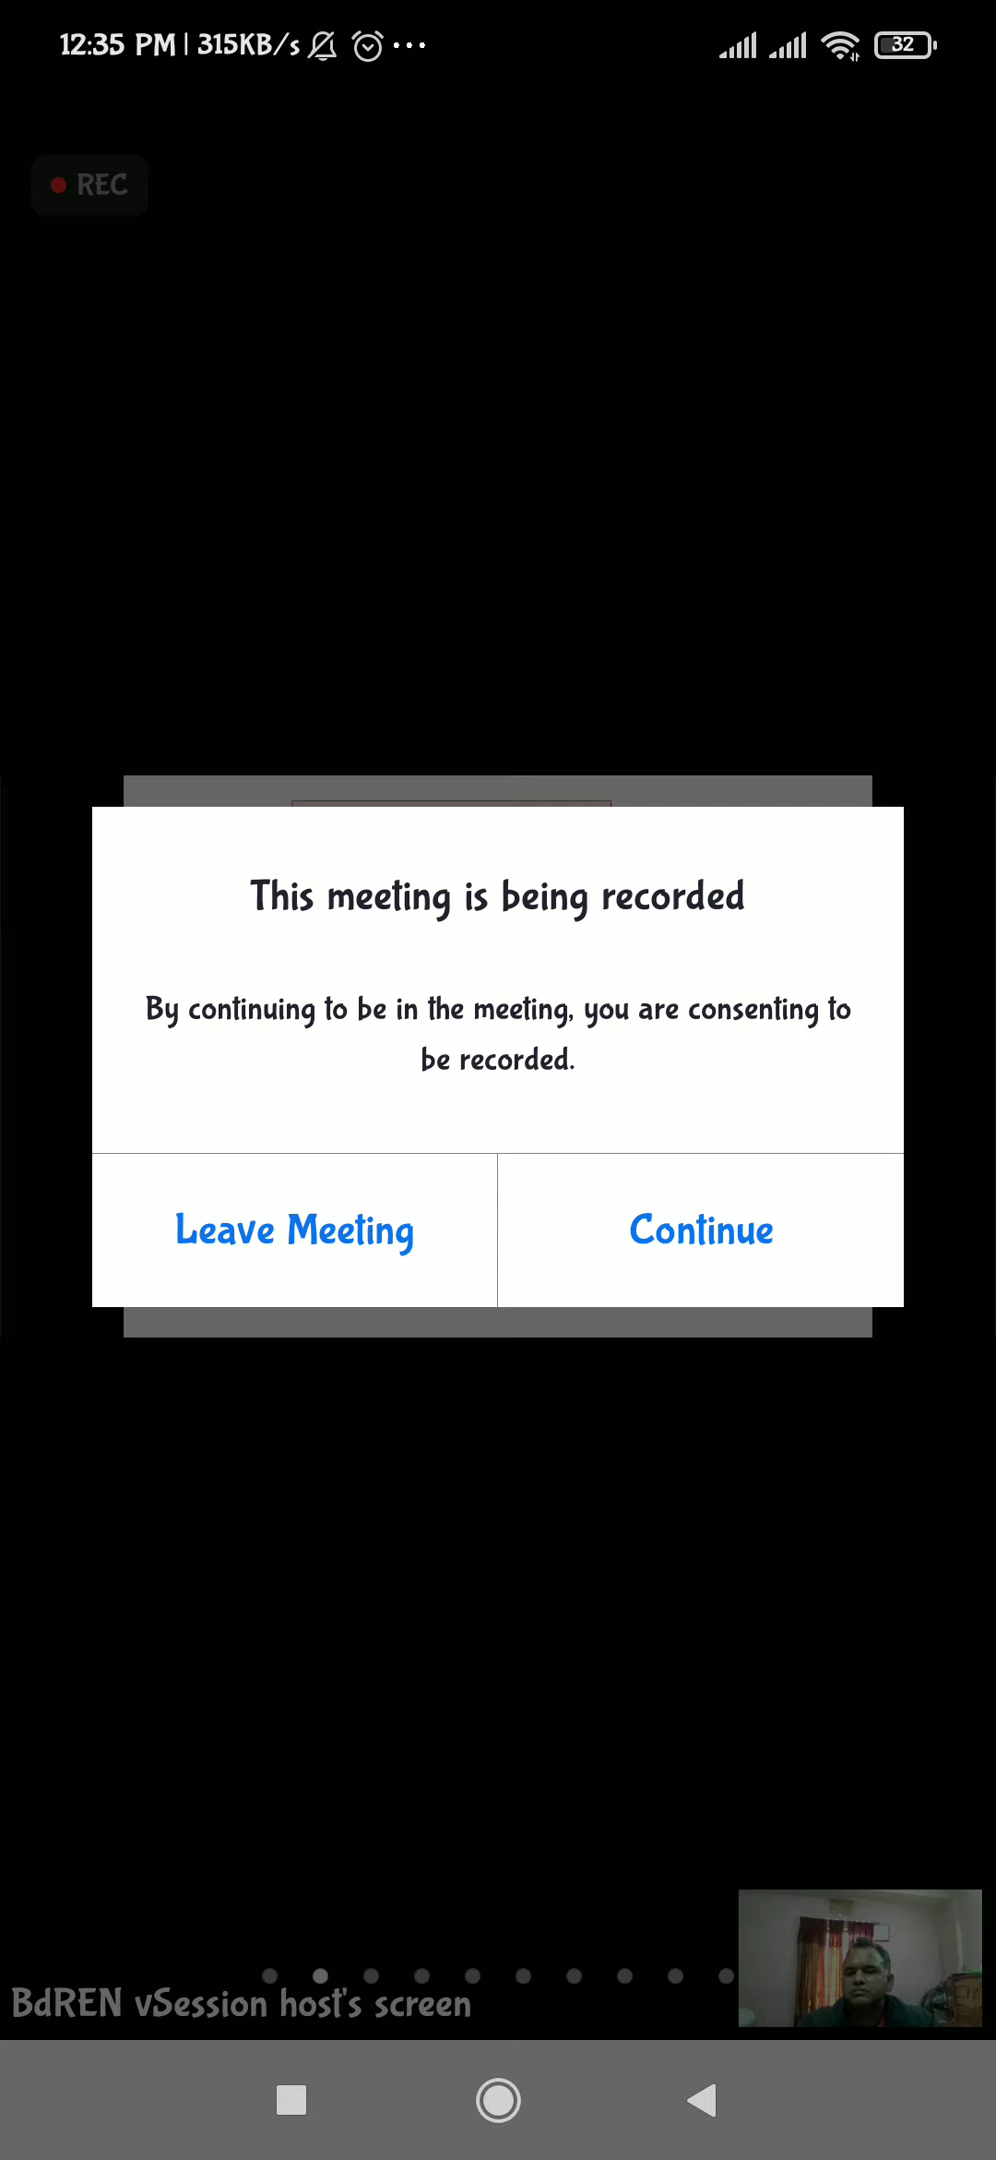 12:35 PM | 315KB/s ... 32
REC
This meeting is being recorded
By continuing to be in the meeting, you are consenting to
be recorded.
Leave Meeting Continue
BdREN vSession host's screen